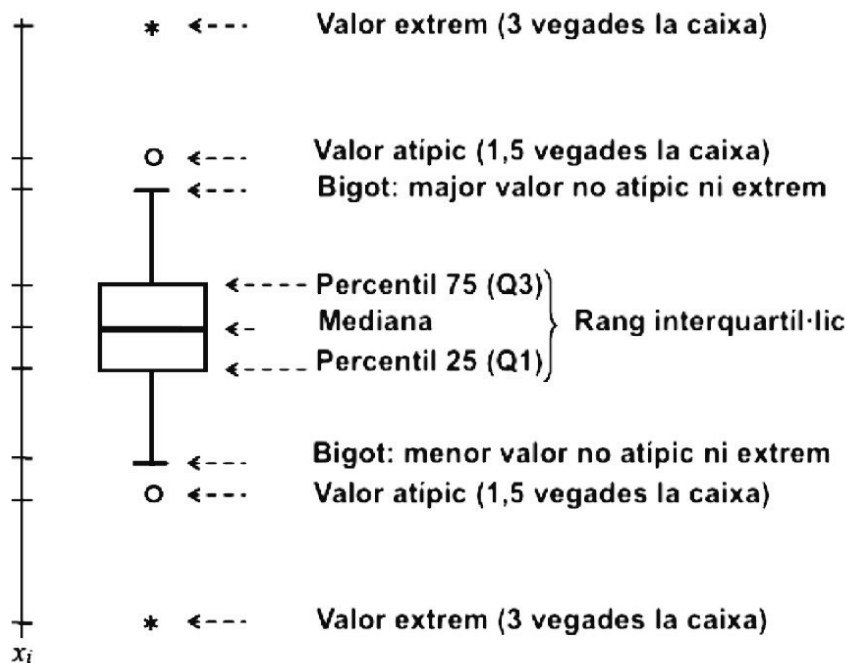 * Valor extrem (3 vegades la caixa)
Valor atípic (1,5 vegades la caixa)
Bigot: major valor no atípic ni extrem
Percentil 75 (Q3)
Mediana
Rang interquartíl·lic
Percentil 25 (Q1)
Bigot: menor valor no atípic ni extrem
Valor atípic (1,5 vegades la caixa)
* Valor extrem (3 vegades la caixa)
xi